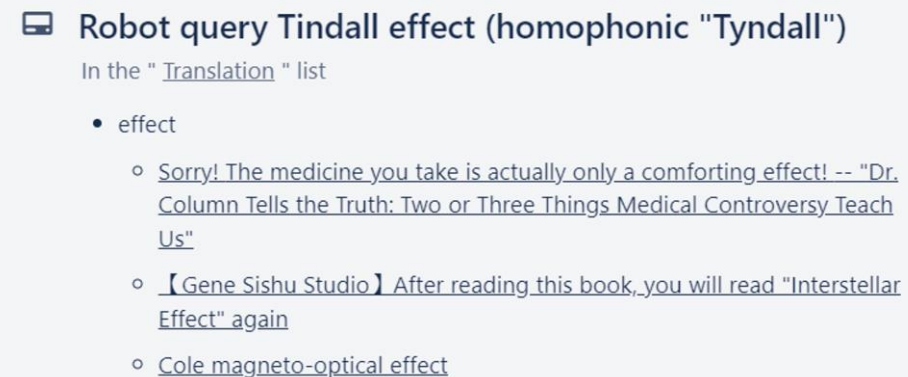 Robot query Tindall effect (homophonic "Tyndall")
In the " Translation " list
effect
Sorry! The medicine you take is actually only a comforting effect! -- "Dr.
Column Tells the Truth: Two or Three Things Medical Controversy Teach
Us"
【Gene Sishu Studio】After reading this book, you will read "Interstellar
Effect" again
Cole magneto-optical effect